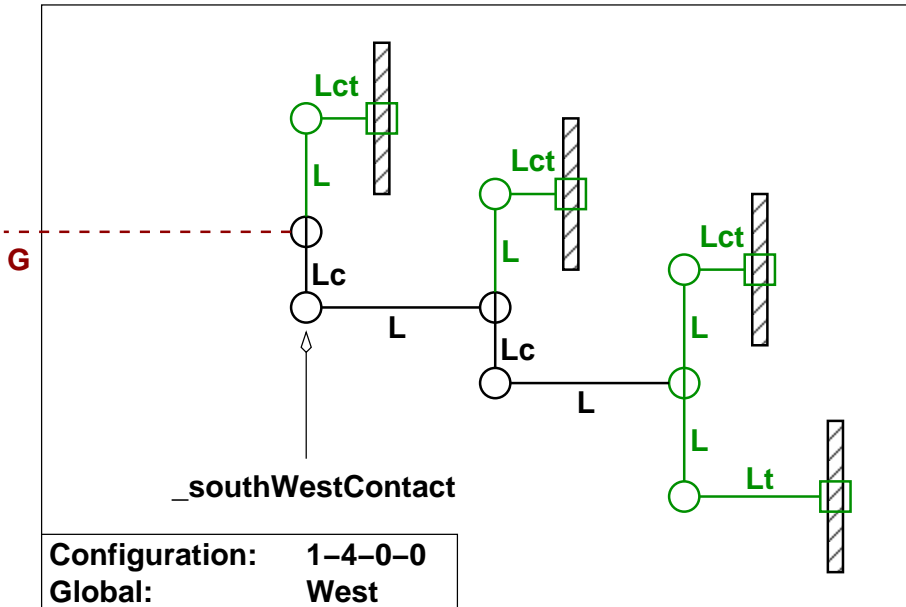 Lct
L
Lct
G
Lc
L
Lct
L
Lc
L
L
L
Lt
_southWestContact
Configuration: 1–4–0–0
Global: West